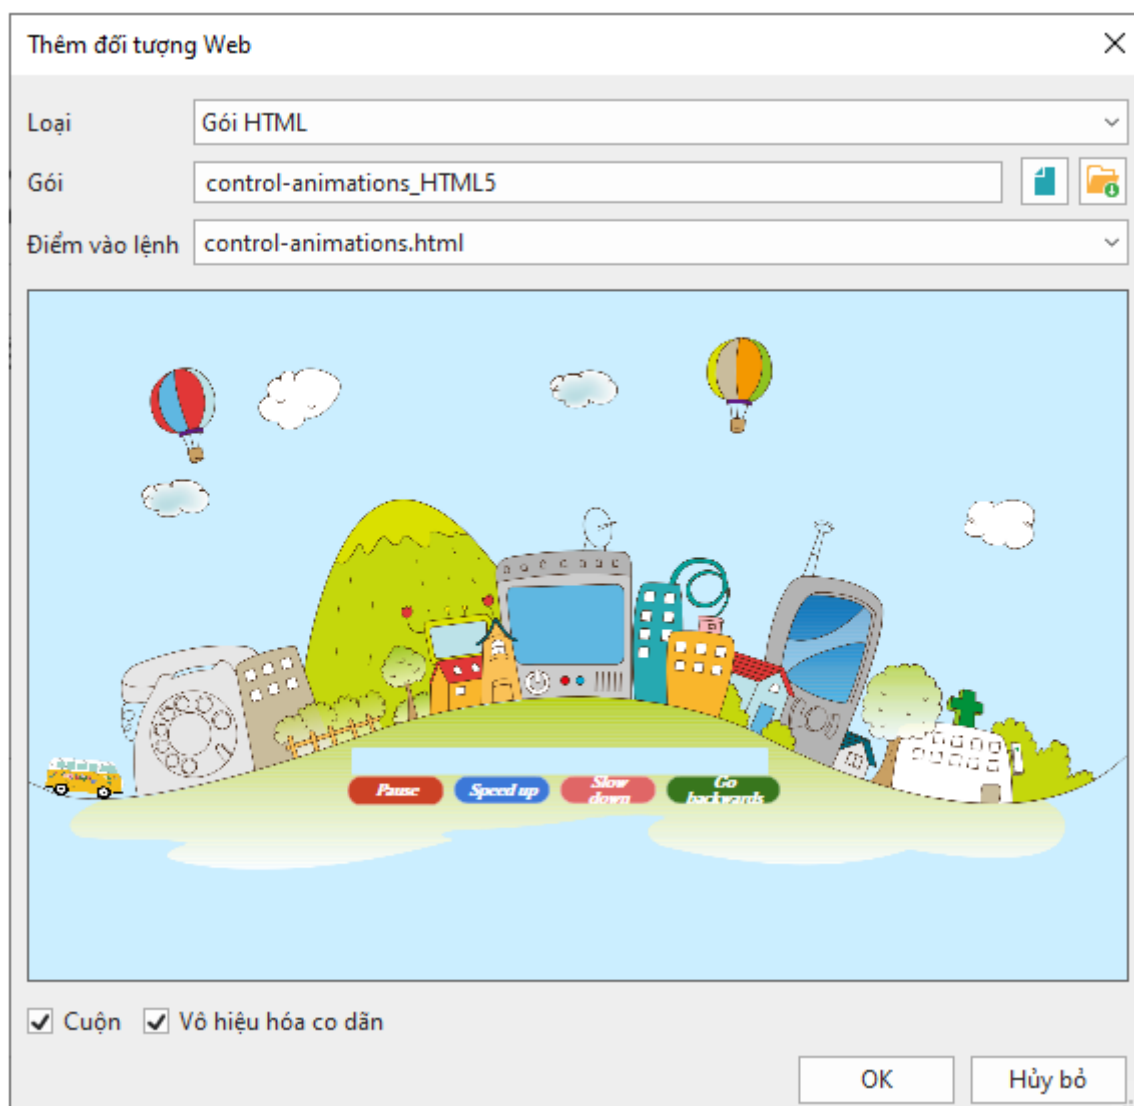 Thêm đối tượng Web
Loại
Gói HTML
Gói
control-animations_HTML5
Điểm vào lệnh
control-animations.html
Pause
Speed up
Slow
down
Go
backwards
Cuộn
Vô hiệu hóa co dãn
OK
Hủy bỏ